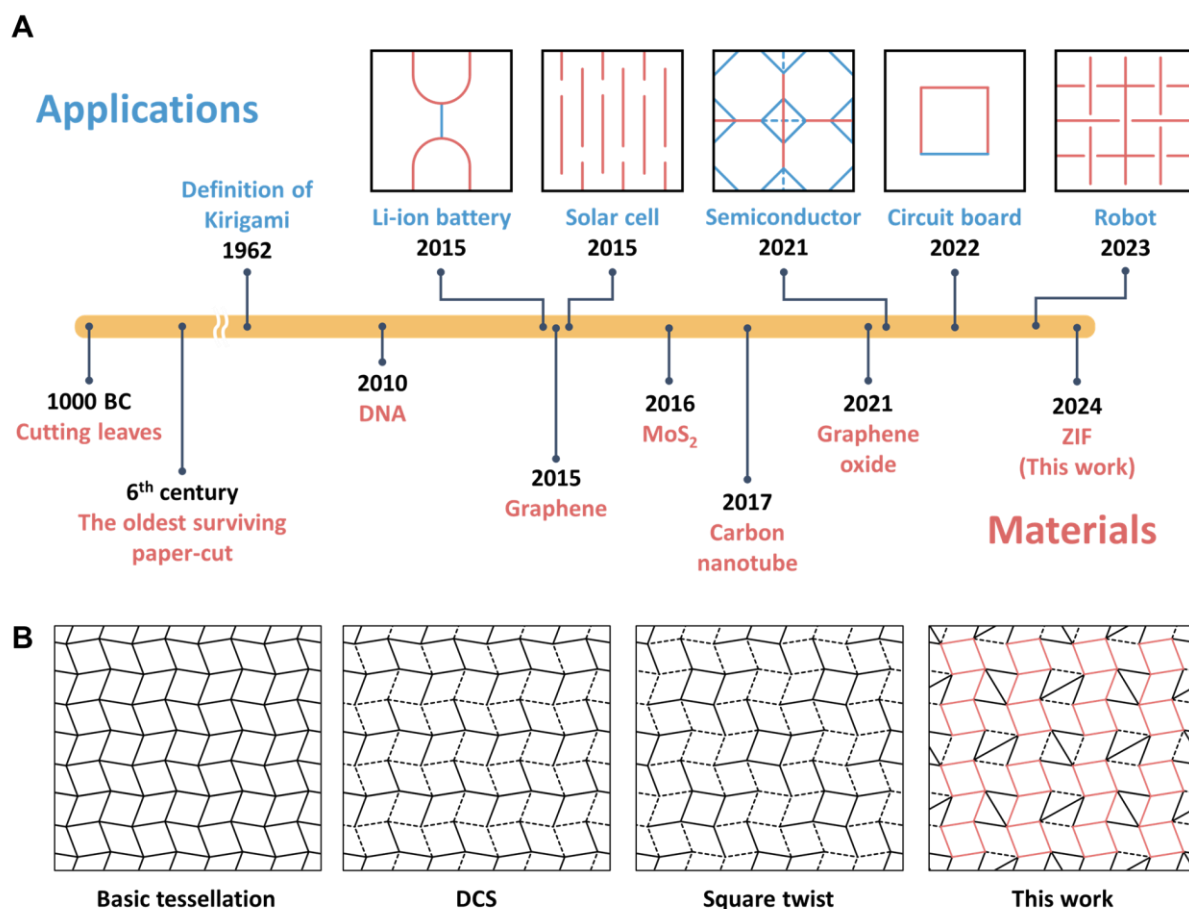 A
Applications
Definition of
Kirigami
1962
Li-ion battery
2015
Solar cell
2015
Semiconductor
2021
Circuit board
2022
Robot
2023
1000 BC
Cutting leaves
6th century
The oldest surviving
paper-cut
2010
DNA
2015
Graphene
2016
MoS₂
2017
Carbon
nanotube
2021
Graphene
oxide
2024
ZIF
(This work)
Materials
B
Basic tessellation
DCS
Square twist
This work